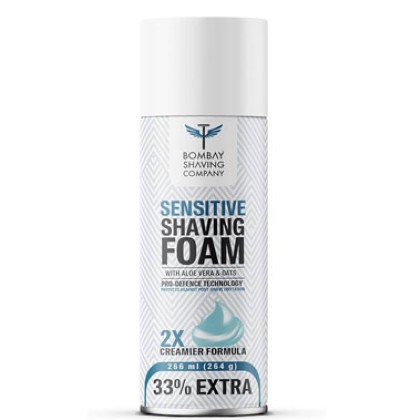 BOMBAY
SHAVING
COMPANY
SENSITIVE
SHAVING
FOAM
WITH ALOE VERA & OATS
PRO-DEFENCE TECHNOLOGY
2X
CREAMIER FORMULA
266 ml (264 g)
33% EXTRA